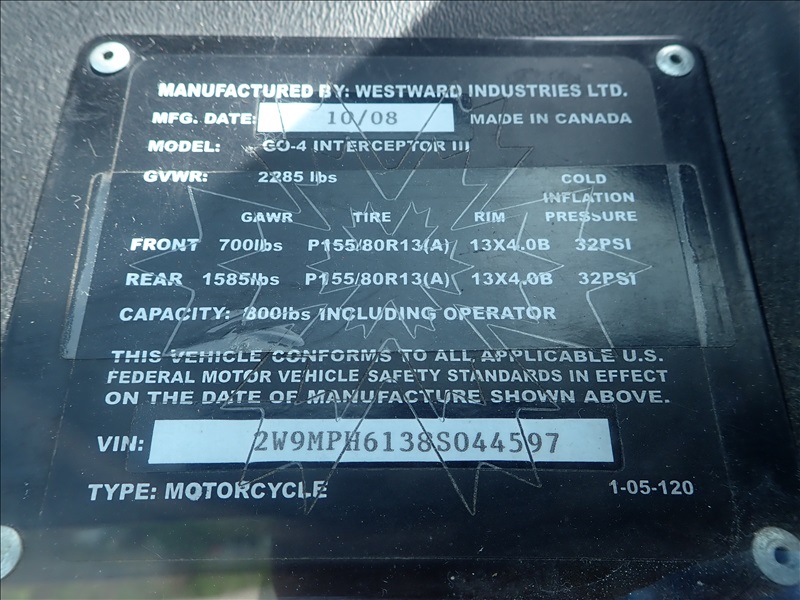 MANUFACTURED BY: WESTWARD INDUSTRIES LTD.
MFG. DATE: 10/08 MADE IN CANADA
MODEL: GO-4 INTERCEPTOR III
GVWR: 2285 lbs COLD
INFLATION
GAWR TIRE RIM PRESSURE
FRONT 700lbs P155/80R13(A) 13X4.0B 32PSI
REAR 1585lbs P155/80R13(A) 13X4.0B 32PSI
CAPACITY: 800lbs INCLUDING OPERATOR
THIS VEHICLE CONFORMS TO ALL APPLICABLE U.S.
FEDERAL MOTOR VEHICLE SAFETY STANDARDS IN EFFECT
ON THE DATE OF MANUFACTURE SHOWN ABOVE.
VIN: 2W9MPH6138S044597
TYPE: MOTORCYCLE 1-05-120